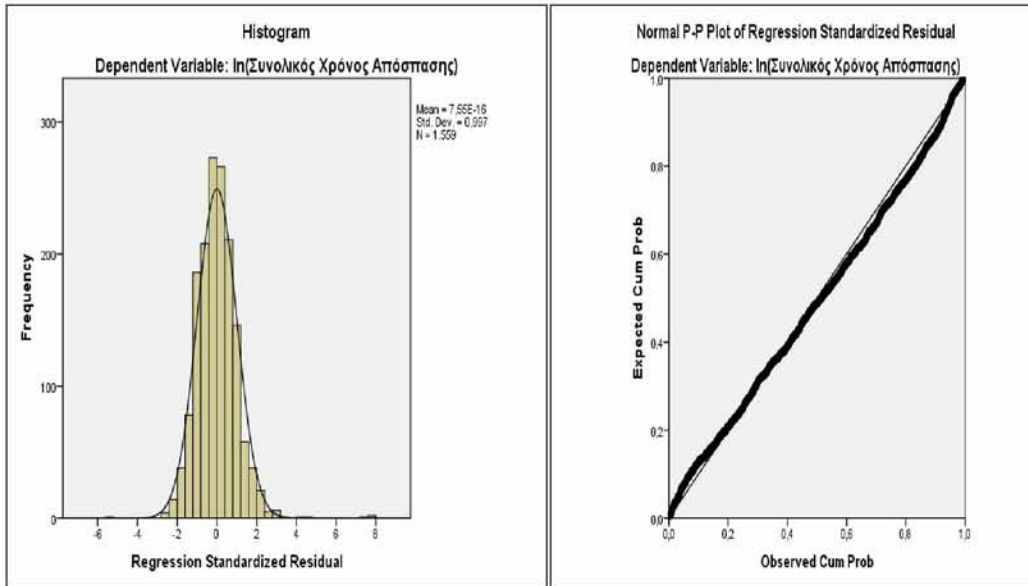 Histogram
Dependent Variable: ln(Συνολικός Χρόνος Απόσπασης)
Mean = 7,55E-16
Std. Dev. = 0,997
N = 1.559
300
200
100
0
Frequency
-6 -4 -2 0 2 4 6 8
Regression Standardized Residual
Normal P-P Plot of Regression Standardized Residual
Dependent Variable: ln(Συνολικός Χρόνος Απόσπασης)
1,0
0,8
0,6
0,4
0,2
0,0
Expected Cum Prob
0,0 0,2 0,4 0,6 0,8 1,0
Observed Cum Prob